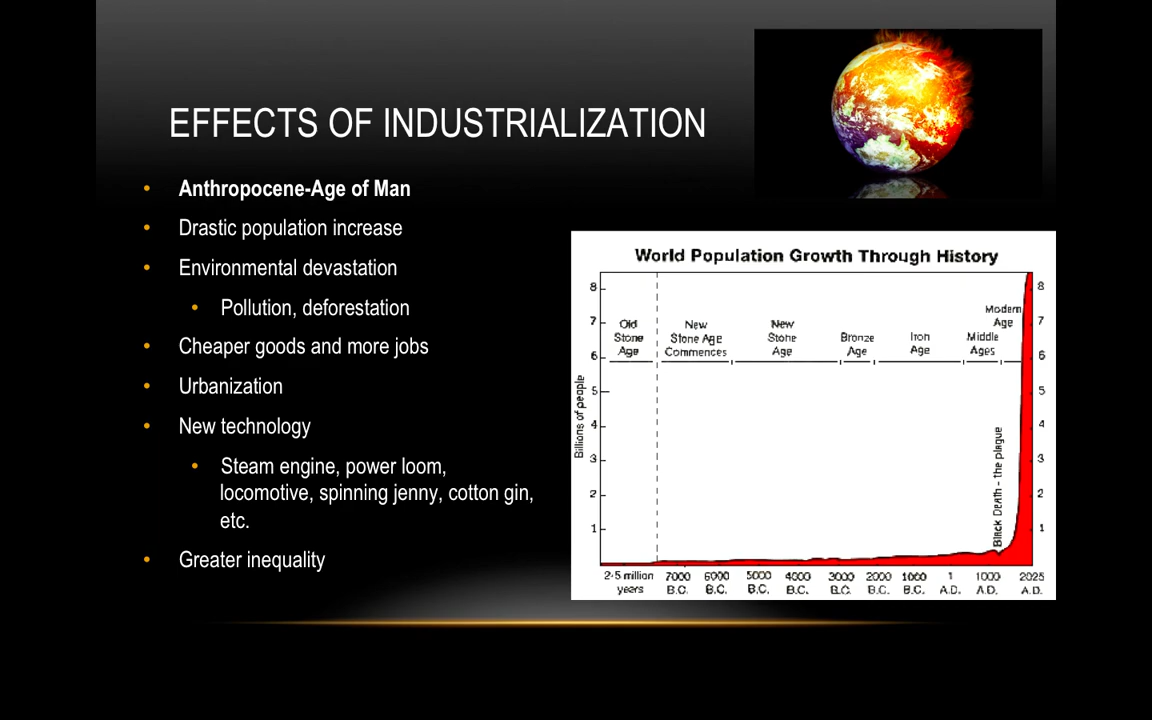 EFFECTS OF INDUSTRIALIZATION
• Anthropocene-Age of Man
• Drastic population increase
• Environmental devastation
• Pollution, deforestation
• Cheaper goods and more jobs
• Urbanization
• New technology
• Steam engine, power loom,
locomotive, spinning jenny, cotton gin,
etc.
• Greater inequality
World Population Growth Through History
Billions of people
8
7
6
5
4
3
2
1
Old
Stone
Age
New
Stone Age
Commences
New
Stone
Age
Bronze
Age
Iron
Age
Middle
Ages
Modern
Age
Black Death - the plague
8
7
6
5
4
3
2
1
2·5 million
years
7000
B.C.
6000
B.C.
5000
B.C.
4000
B.C.
3000
B.C.
2000
B.C.
1000
B.C.
1
A.D.
1000
A.D.
2025
A.D.